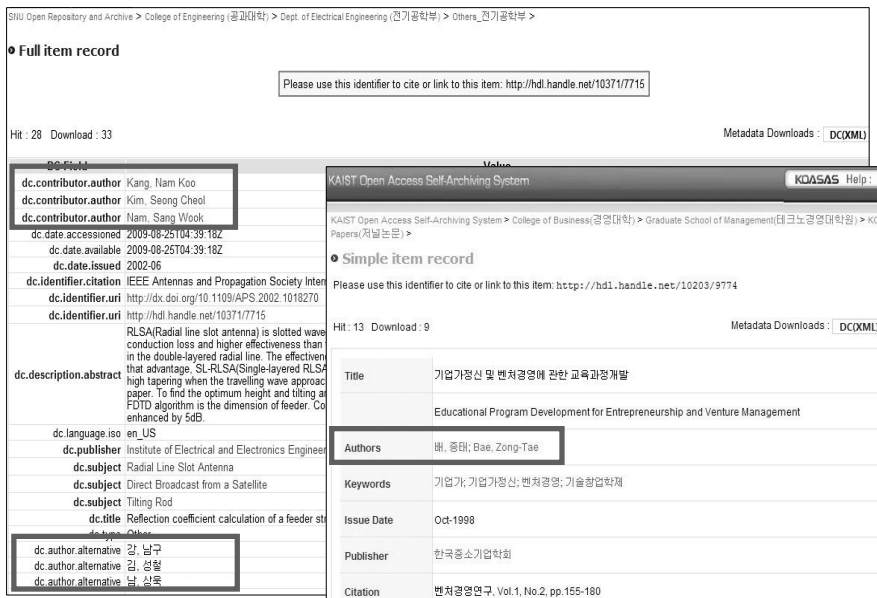 SNU Open Repository and Archive > College of Engineering (공과대학) > Dept. of Electrical Engineering (전기공학부) > Others_전기공학부 >
Full item record
Please use this identifier to cite or link to this item: http://hdl.handle.net/10371/7715
Hit : 28 Download : 33
Metadata Downloads : DC(XML)
DC Field Value
dc.contributor.author Kang, Nam Koo
dc.contributor.author Kim, Seong Cheol
dc.contributor.author Nam, Sang Wook
dc.date.accessioned 2009-08-25T04:39:18Z
dc.date.available 2009-08-25T04:39:18Z
dc.date.issued 2002-06
dc.identifier.citation IEEE Antennas and Propagation Society Intern
dc.identifier.uri http://dx.doi.org/10.1109/APS.2002.1018270
dc.identifier.uri http://hdl.handle.net/10371/7715
dc.description.abstract
RLSA(Radial line slot antenna) is slotted wave
conduction loss and higher effectiveness than
in the double-layered radial line. The effectiven
that advantage, SL-RLSA(Single-layered RLSA
high tapering when the travelling wave approac
paper. To find the optimum height and tilting an
FDTD algorithm is the dimension of feeder. Co
enhanced by 5dB.
dc.language.iso en_US
dc.publisher Institute of Electrical and Electronics Engineer
dc.subject Radial Line Slot Antenna
dc.subject Direct Broadcast from a Satellite
dc.subject Tilting Rod
dc.title Reflection coefficient calculation of a feeder str
dc.type Other
dc.author.alternative 강, 남구
dc.author.alternative 김, 성철
dc.author.alternative 남, 상욱
KAIST Open Access Self-Archiving System
KOASAS Help :
KAIST Open Access Self-Archiving System > College of Business(경영대학) > Graduate School of Management(테크노경영대학원) > KG
Papers(저널논문) >
Simple item record
Please use this identifier to cite or link to this item: http://hdl.handle.net/10203/9774
Hit : 13 Download : 9
Metadata Downloads : DC(XML)
Title 기업가정신 및 벤처경영에 관한 교육과정개발
Educational Program Development for Entrepreneurship and Venture Management
Authors 배, 종태; Bae, Zong-Tae
Keywords 기업가; 기업가정신; 벤처경영; 기술창업학제
Issue Date Oct-1998
Publisher 한국중소기업학회
Citation 벤처경영연구, Vol.1, No.2, pp.155-180